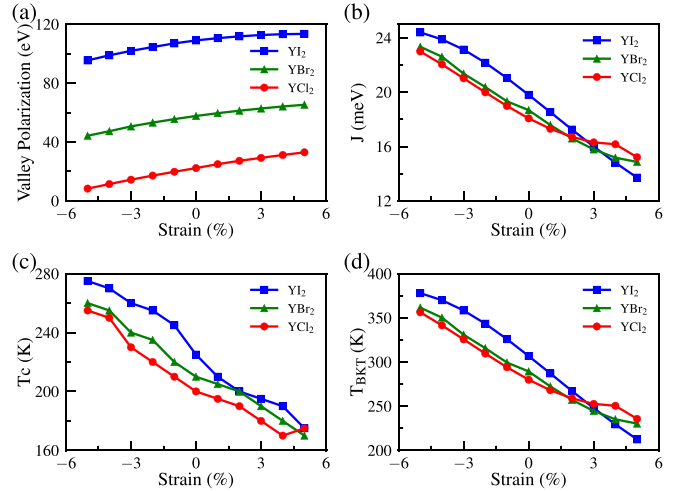 (a)
Valley Polarization (eV)
120
80
40
0
−6
−3
0
3
6
Strain (%)
YI2
YBr2
YCl2
(b)
J (meV)
24
20
16
12
−6
−3
0
3
6
Strain (%)
YI2
YBr2
YCl2
(c)
Tc (K)
280
240
200
160
−6
−3
0
3
6
Strain (%)
YI2
YBr2
YCl2
(d)
TBKT (K)
400
350
300
250
200
−6
−3
0
3
6
Strain (%)
YI2
YBr2
YCl2